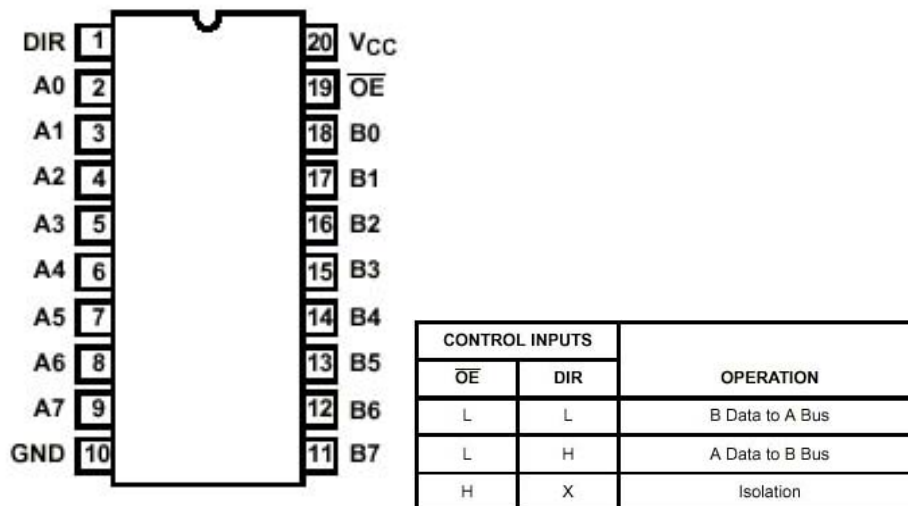 DIR 1 20 VCC
A0 2 19 OE
A1 3 18 B0
A2 4 17 B1
A3 5 16 B2
A4 6 15 B3
A5 7 14 B4
A6 8 13 B5
A7 9 12 B6
GND 10 11 B7
CONTROL INPUTS
OE DIR OPERATION
L L B Data to A Bus
L H A Data to B Bus
H X Isolation